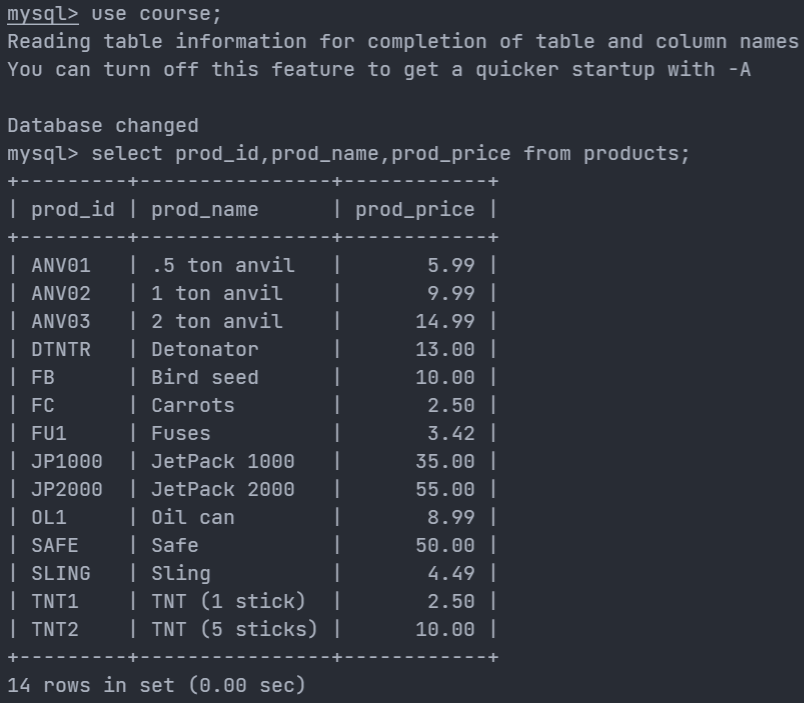 mysql> use course;
Reading table information for completion of table and column names
You can turn off this feature to get a quicker startup with -A

Database changed
mysql> select prod_id,prod_name,prod_price from products;
+---------+----------------+------------+
| prod_id | prod_name      | prod_price |
+---------+----------------+------------+
| ANV01   | .5 ton anvil   |       5.99 |
| ANV02   | 1 ton anvil    |       9.99 |
| ANV03   | 2 ton anvil    |      14.99 |
| DTNTR   | Detonator      |      13.00 |
| FB      | Bird seed      |      10.00 |
| FC      | Carrots        |       2.50 |
| FU1     | Fuses          |       3.42 |
| JP1000  | JetPack 1000   |      35.00 |
| JP2000  | JetPack 2000   |      55.00 |
| OL1     | Oil can        |       8.99 |
| SAFE    | Safe           |      50.00 |
| SLING   | Sling          |       4.49 |
| TNT1    | TNT (1 stick)  |       2.50 |
| TNT2    | TNT (5 sticks) |      10.00 |
+---------+----------------+------------+
14 rows in set (0.00 sec)